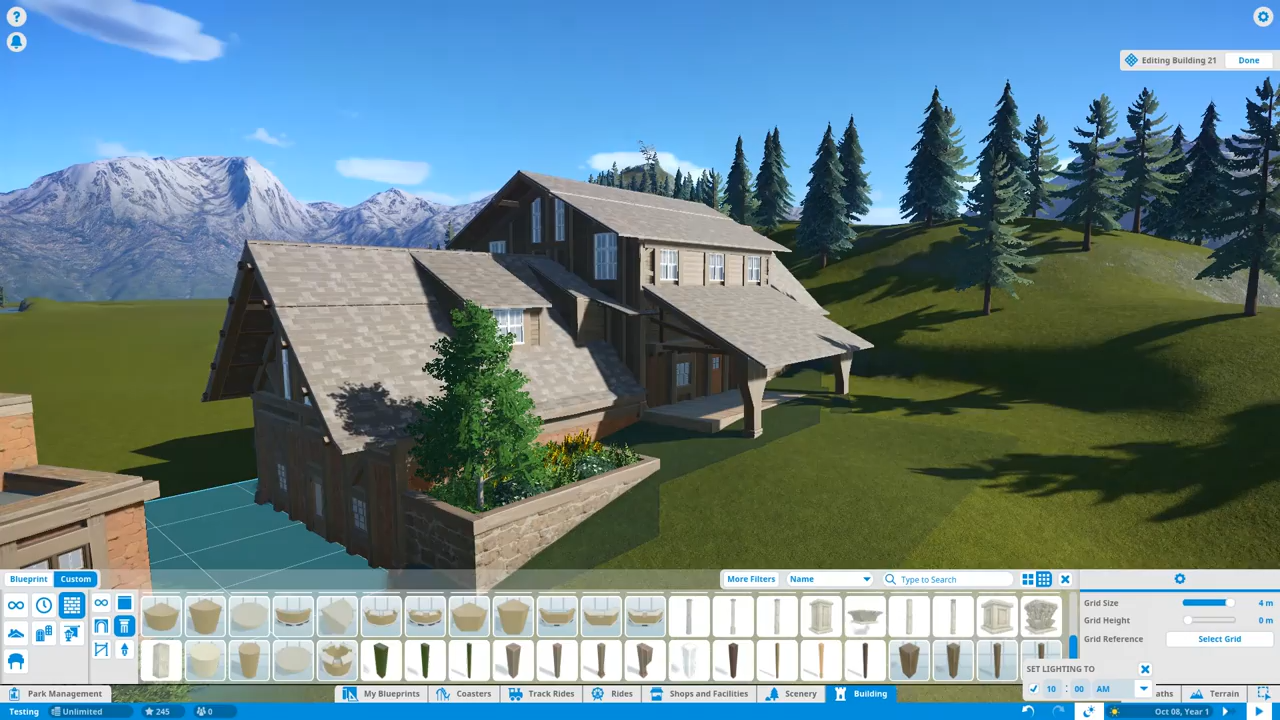 ?
Editing Building 21
Done
Blueprint
Custom
More Filters
Name
Type to Search
Grid Size
4 m
Grid Height
0 m
Grid Reference
Select Grid
SET LIGHTING TO
10 : 00 AM
Park Management
My Blueprints
Coasters
Track Rides
Rides
Shops and Facilities
Scenery
Building
aths
Terrain
Testing
Unlimited
245
0
Oct 08, Year 1